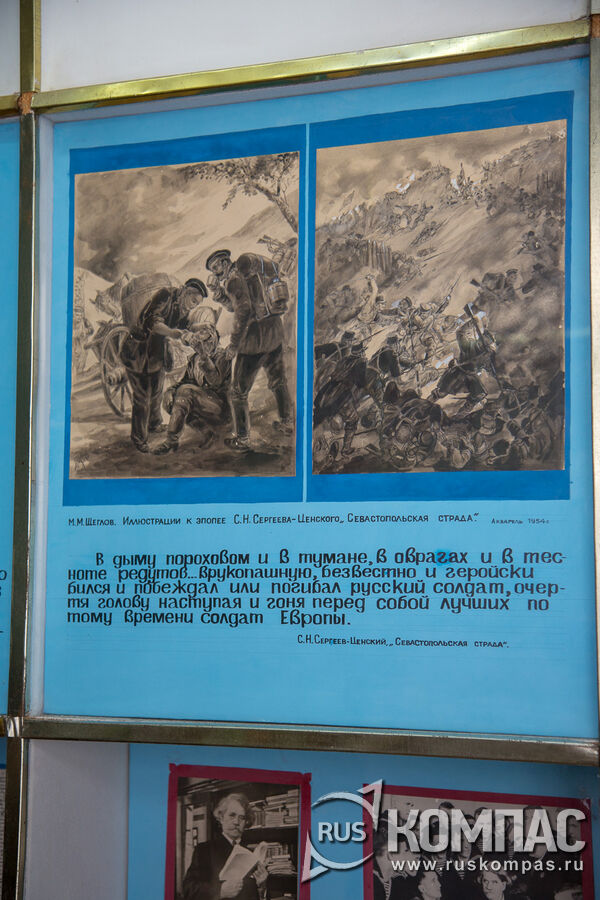 М.М. Щеглов. Иллюстрации к эпопее С.Н. Сергеева-Ценского „Севастопольская страда". Акварель 1954 г.
В дыму пороховом и в тумане, в оврагах и в тес-
ноте редутов... врукопашную, безвестно и геройски
бился и побеждал или погибал русский солдат, очер-
тя голову наступая и гоня перед собой лучших по
тому времени солдат Европы.
С.Н. Сергеев-Ценский, „Севастопольская страда".
RUS КОМПАС
www.ruskompas.ru